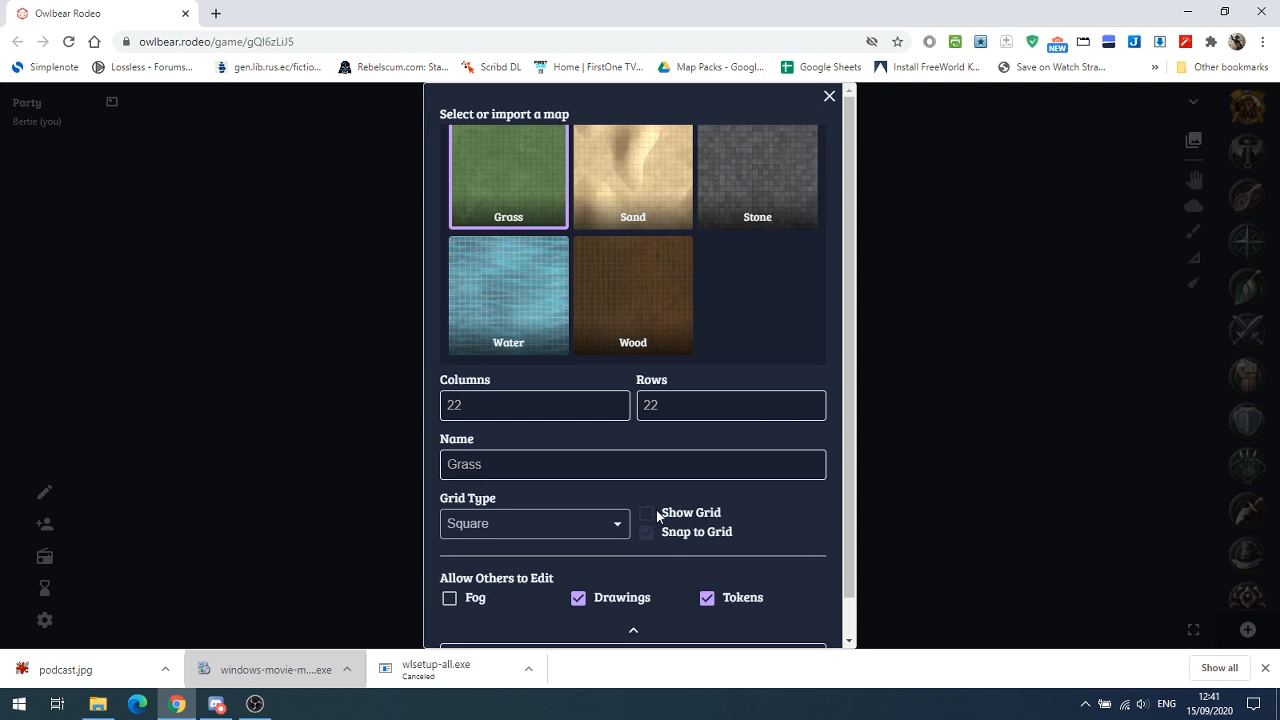 Owlbear Rodeo
owlbear.rodeo/game/gQl6zLiJ5
NEW
Simplenote
Lossless - Forums...
gen.lib.rus.ec/fictio...
Rebelscum.com: Sta...
Scribd DL
Home | FirstOne TV...
Map Packs - Googl...
Google Sheets
Install FreeWorld K...
Save on Watch Stra...
»
Other bookmarks
Party
Bertie (you)
Select or import a map
Grass
Sand
Stone
Water
Wood
Columns
Rows
22
22
Name
Grass
Grid Type
Square
Show Grid
Snap to Grid
Allow Others to Edit
Fog
Drawings
Tokens
podcast.jpg
windows-movie-m....exe
wlsetup-all.exe
Canceled
Show all
ENG
12:41
15/09/2020